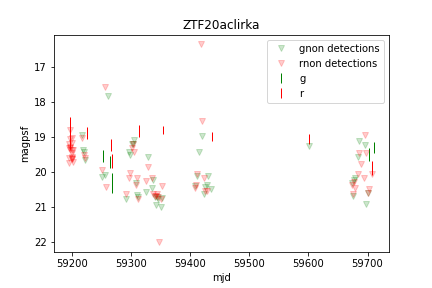 ZTF20aclirka
gnon detections
rnon detections
g
r
magpsf
17
18
19
20
21
22
59200
59300
59400
59500
59600
59700
mjd